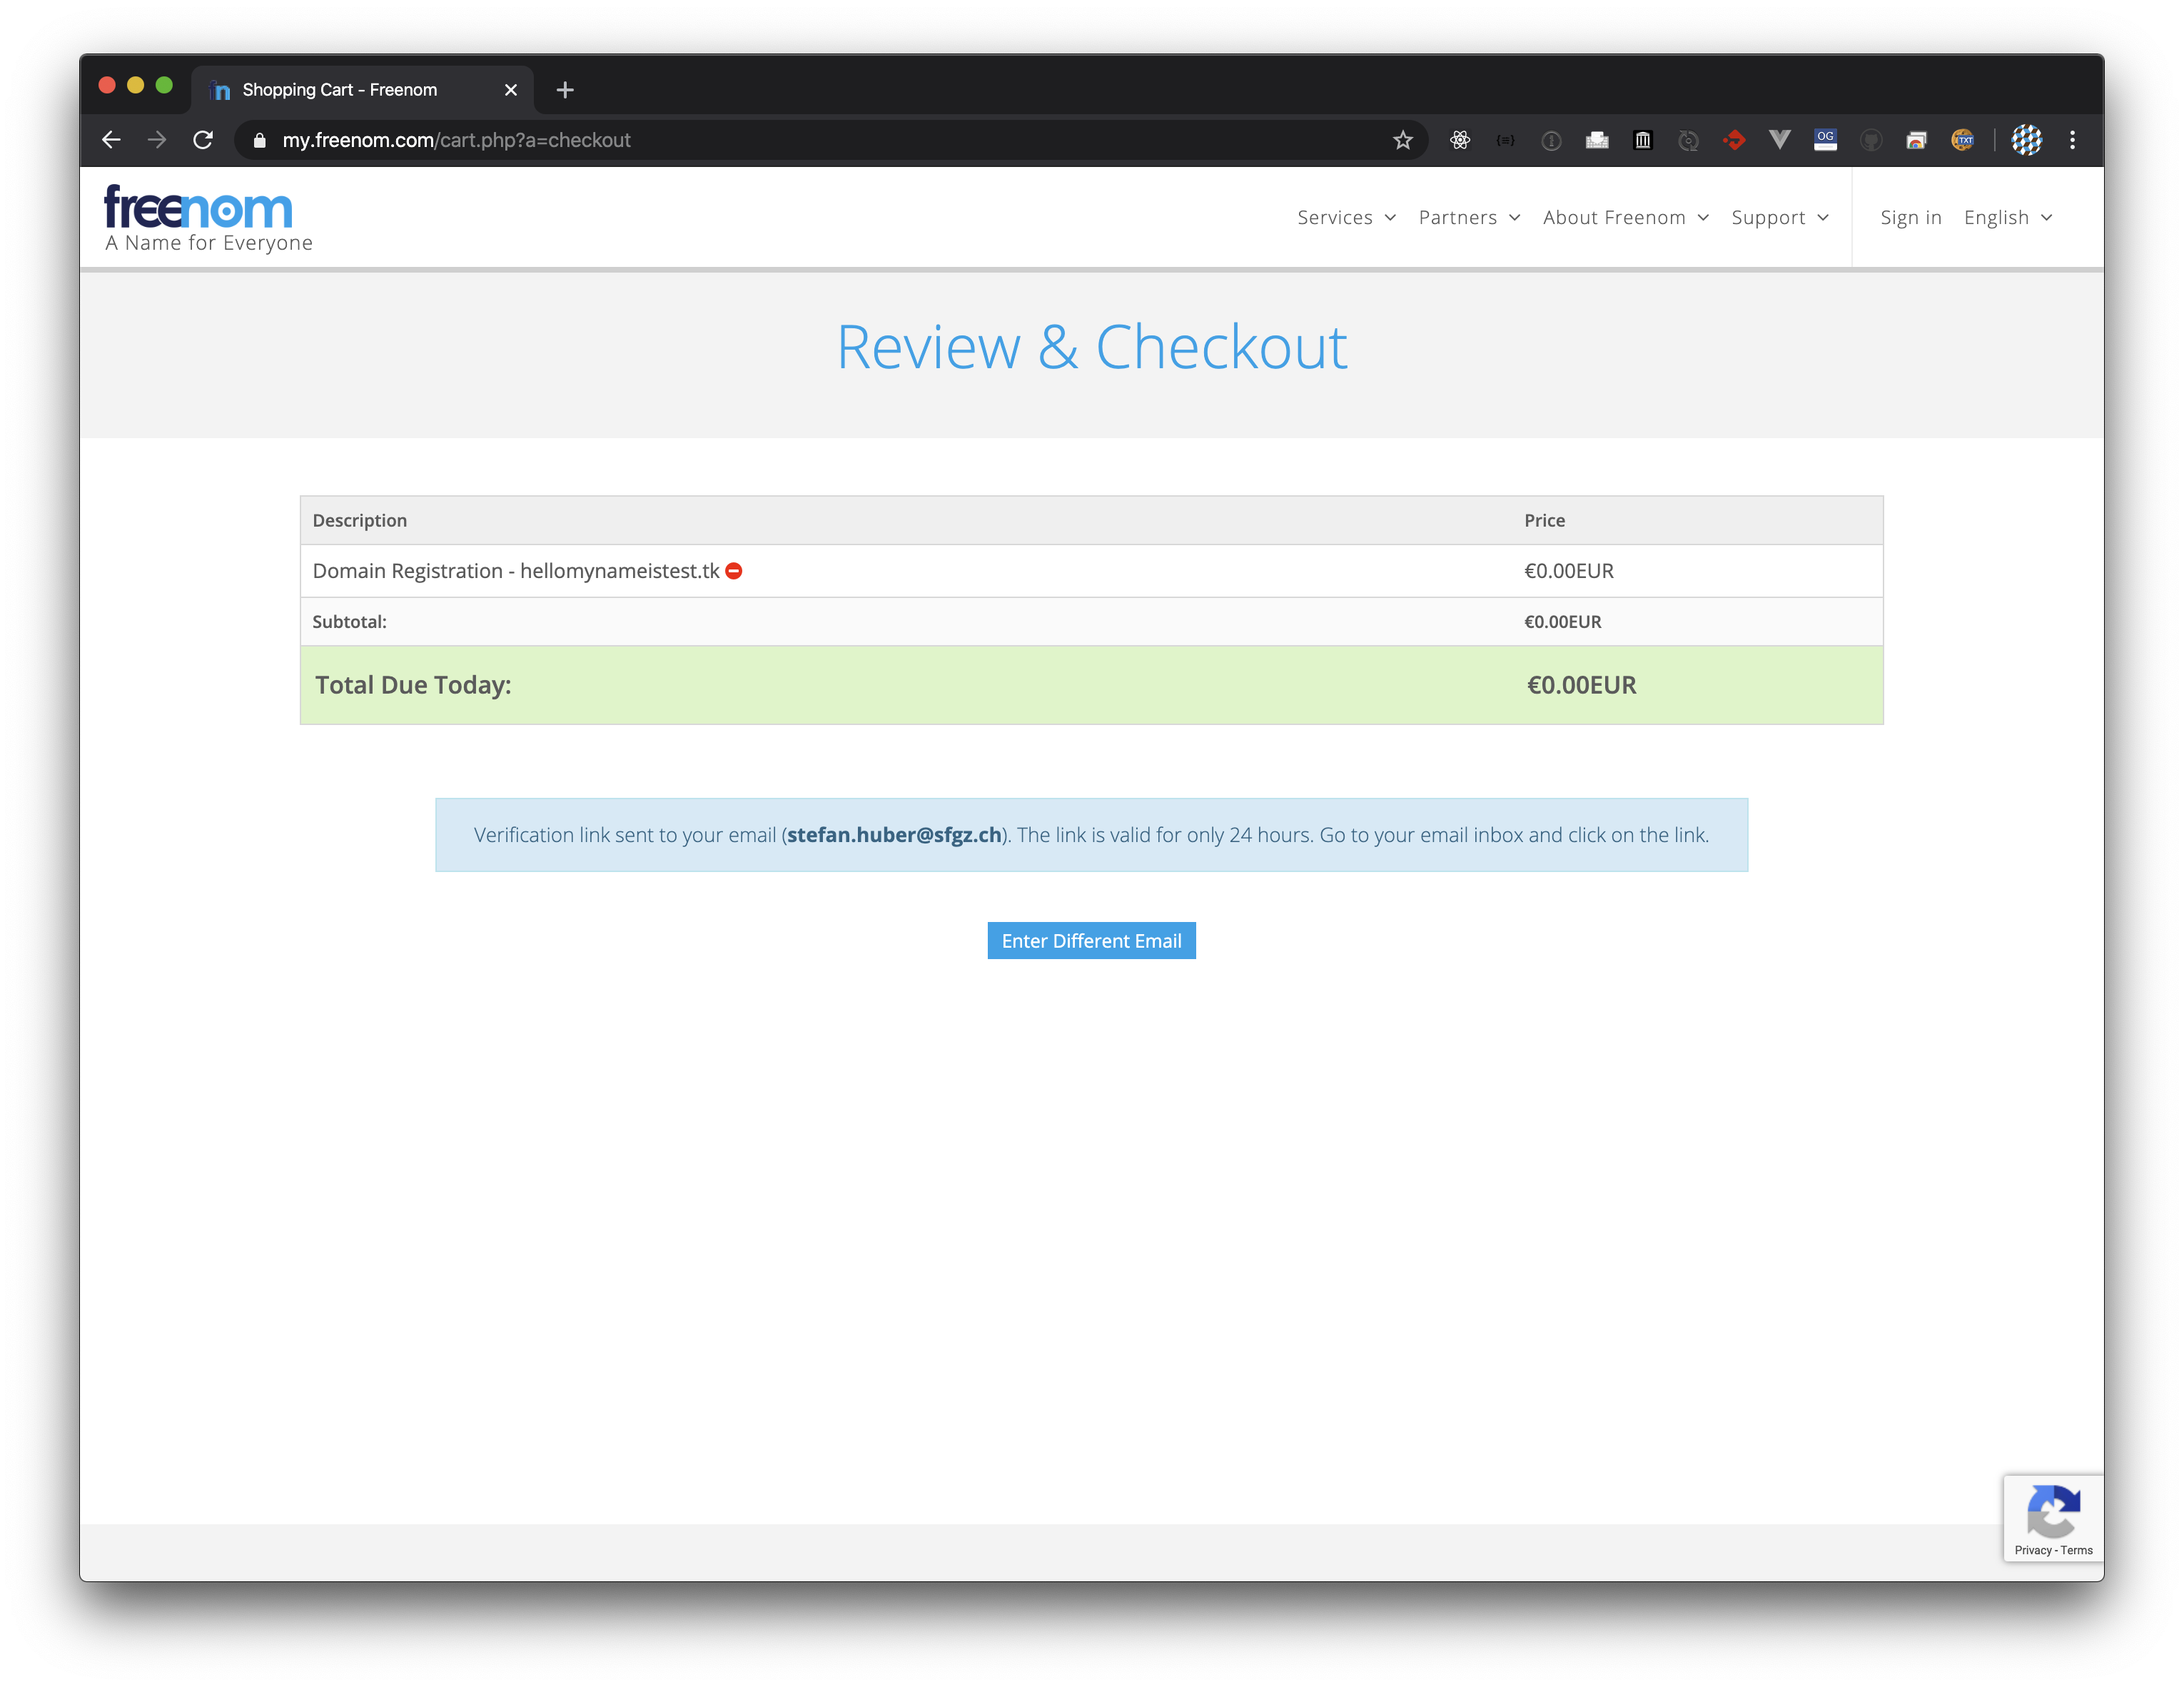 Shopping Cart - Freenom
my.freenom.com/cart.php?a=checkout
OG
TXT
freenom
A Name for Everyone
Services
Partners
About Freenom
Support
Sign in
English
Review & Checkout
Description Price
Domain Registration - hellomynameistest.tk €0.00EUR
Subtotal: €0.00EUR
Total Due Today: €0.00EUR
Verification link sent to your email (stefan.huber@sfgz.ch). The link is valid for only 24 hours. Go to your email inbox and click on the link.
Enter Different Email
Privacy - Terms